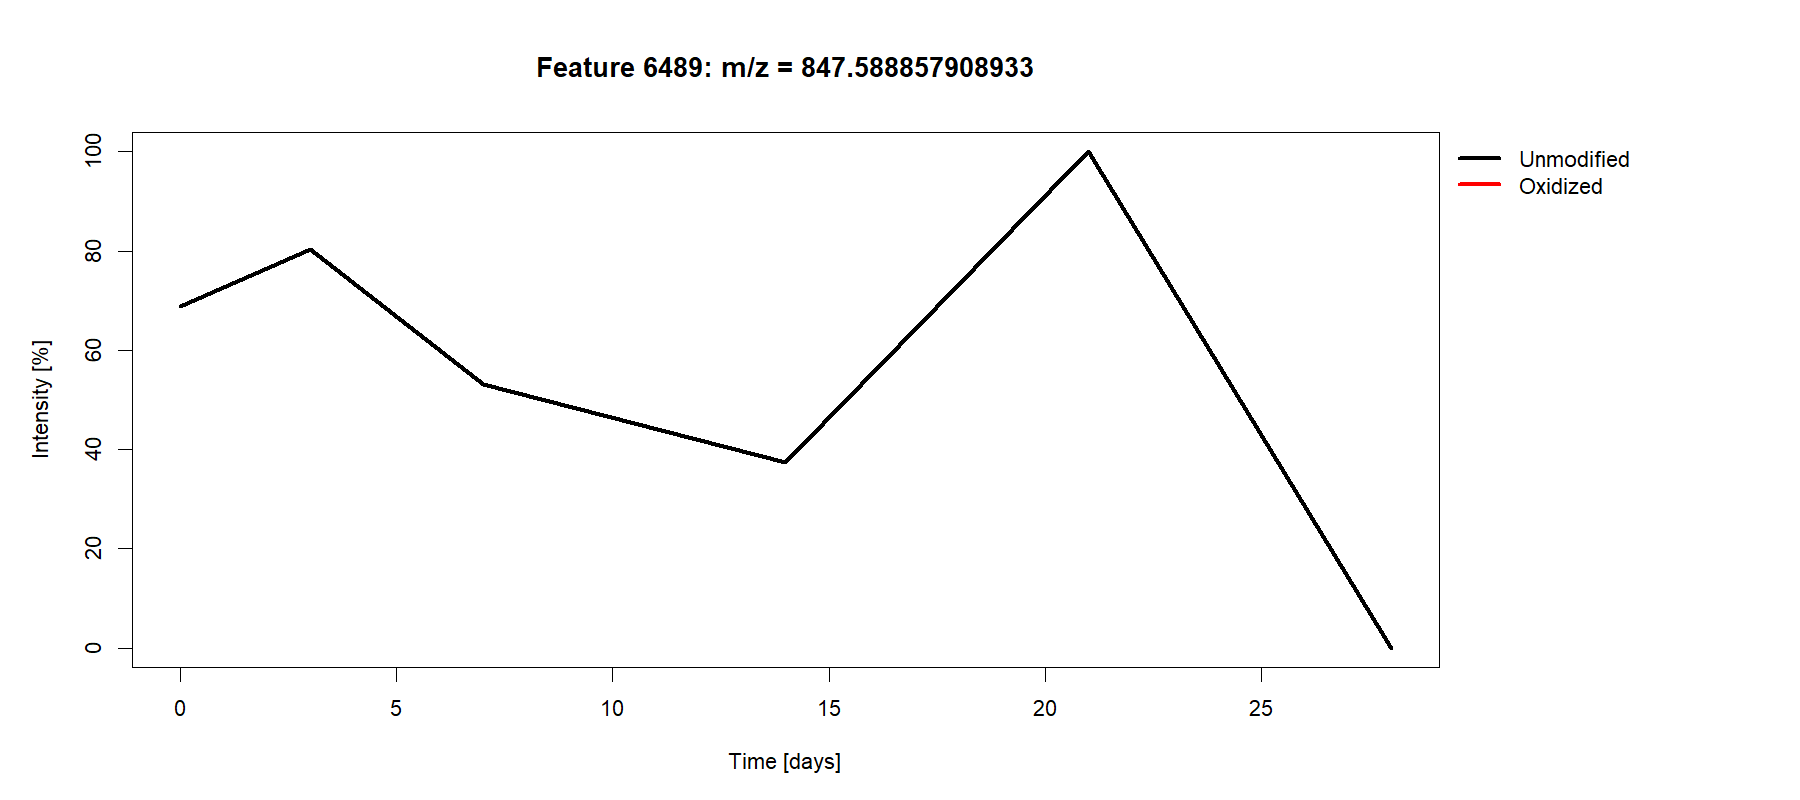 Feature 6489: m/z = 847.588857908933
Unmodified
Oxidized
Intensity [%]
100
80
60
40
20
0
0 5 10 15 20 25
Time [days]